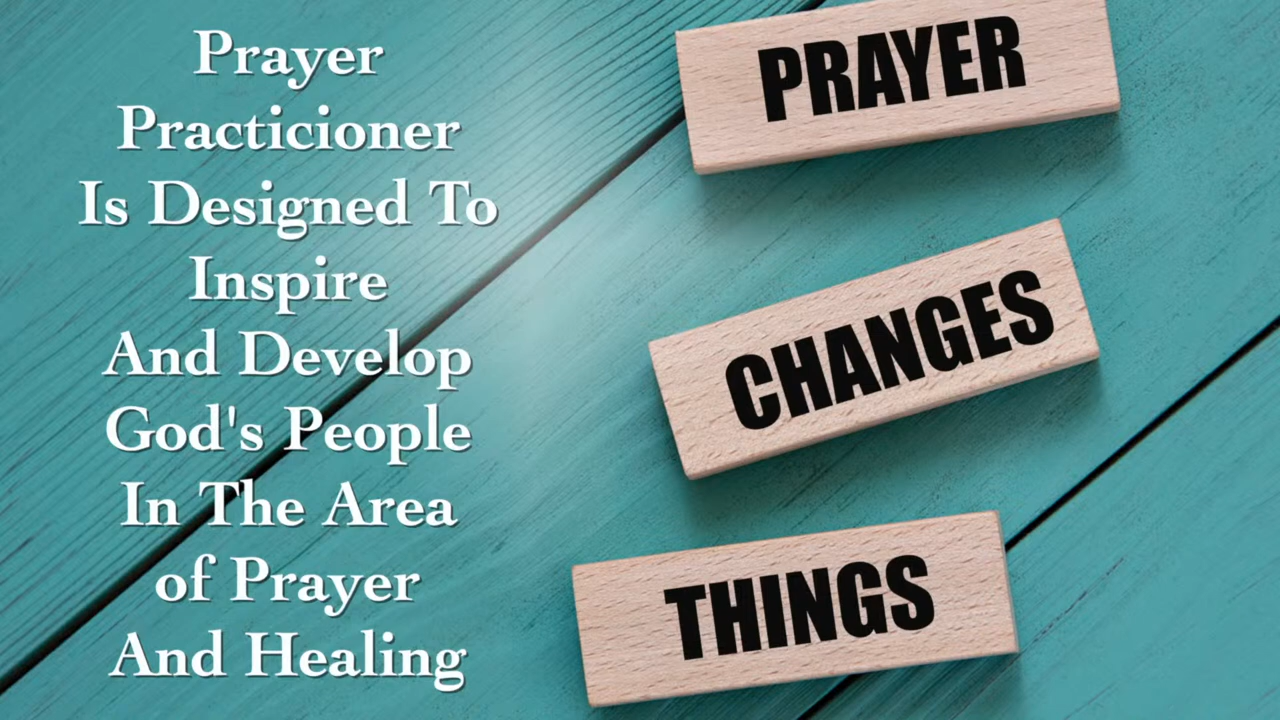 Prayer
Practicioner
Is Designed To
Inspire
And Develop
God's People
In The Area
of Prayer
And Healing
PRAYER
CHANGES
THINGS